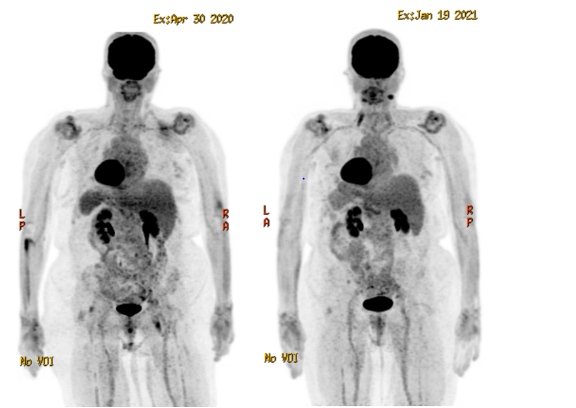 Ex:Apr 30 2020
Ex:Jan 19 2021
L
P
R
A
L
A
R
P
No VOI
No VOI